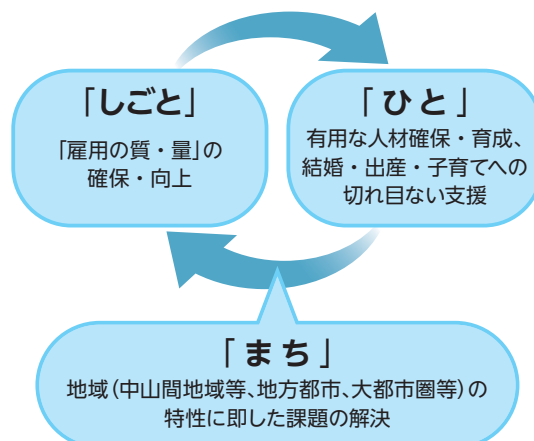 「しごと」
「雇用の質・量」の
確保・向上
「ひと」
有用な人材確保・育成、
結婚・出産・子育てへの
切れ目ない支援
「まち」
地域(中山間地域等、地方都市、大都市圏等)の
特性に即した課題の解決